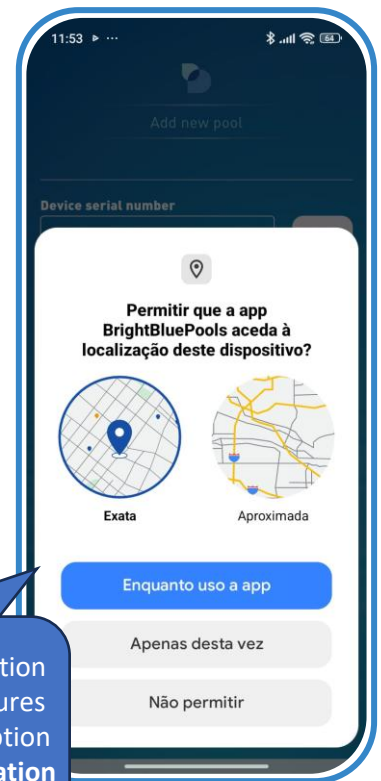 11:53
64
Add new pool
Device serial number
Permitir que a app
BrightBluePools aceda à
localização deste dispositivo?
Exata
Aproximada
Enquanto uso a app
Apenas desta vez
Não permitir